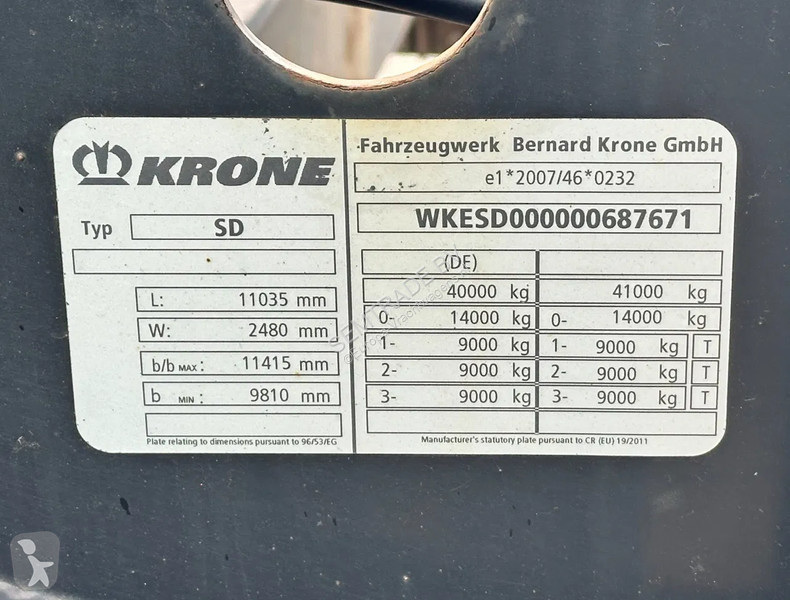 KRONE
Typ SD
L: 11035 mm
W: 2480 mm
b/b MAX: 11415 mm
b MIN: 9810 mm
Plate relating to dimensions pursuant to 96/53/EG
Fahrzeugwerk Bernard Krone GmbH
e1*2007/46*0232
WKESD000000687671
(DE)
40000 kg 41000 kg
0- 14000 kg 0- 14000 kg
1- 9000 kg 1- 9000 kg T
2- 9000 kg 2- 9000 kg T
3- 9000 kg 3- 9000 kg T
Manufacturer's statutory plate pursuant to CR (EU) 19/2011
SEMTRADE BV